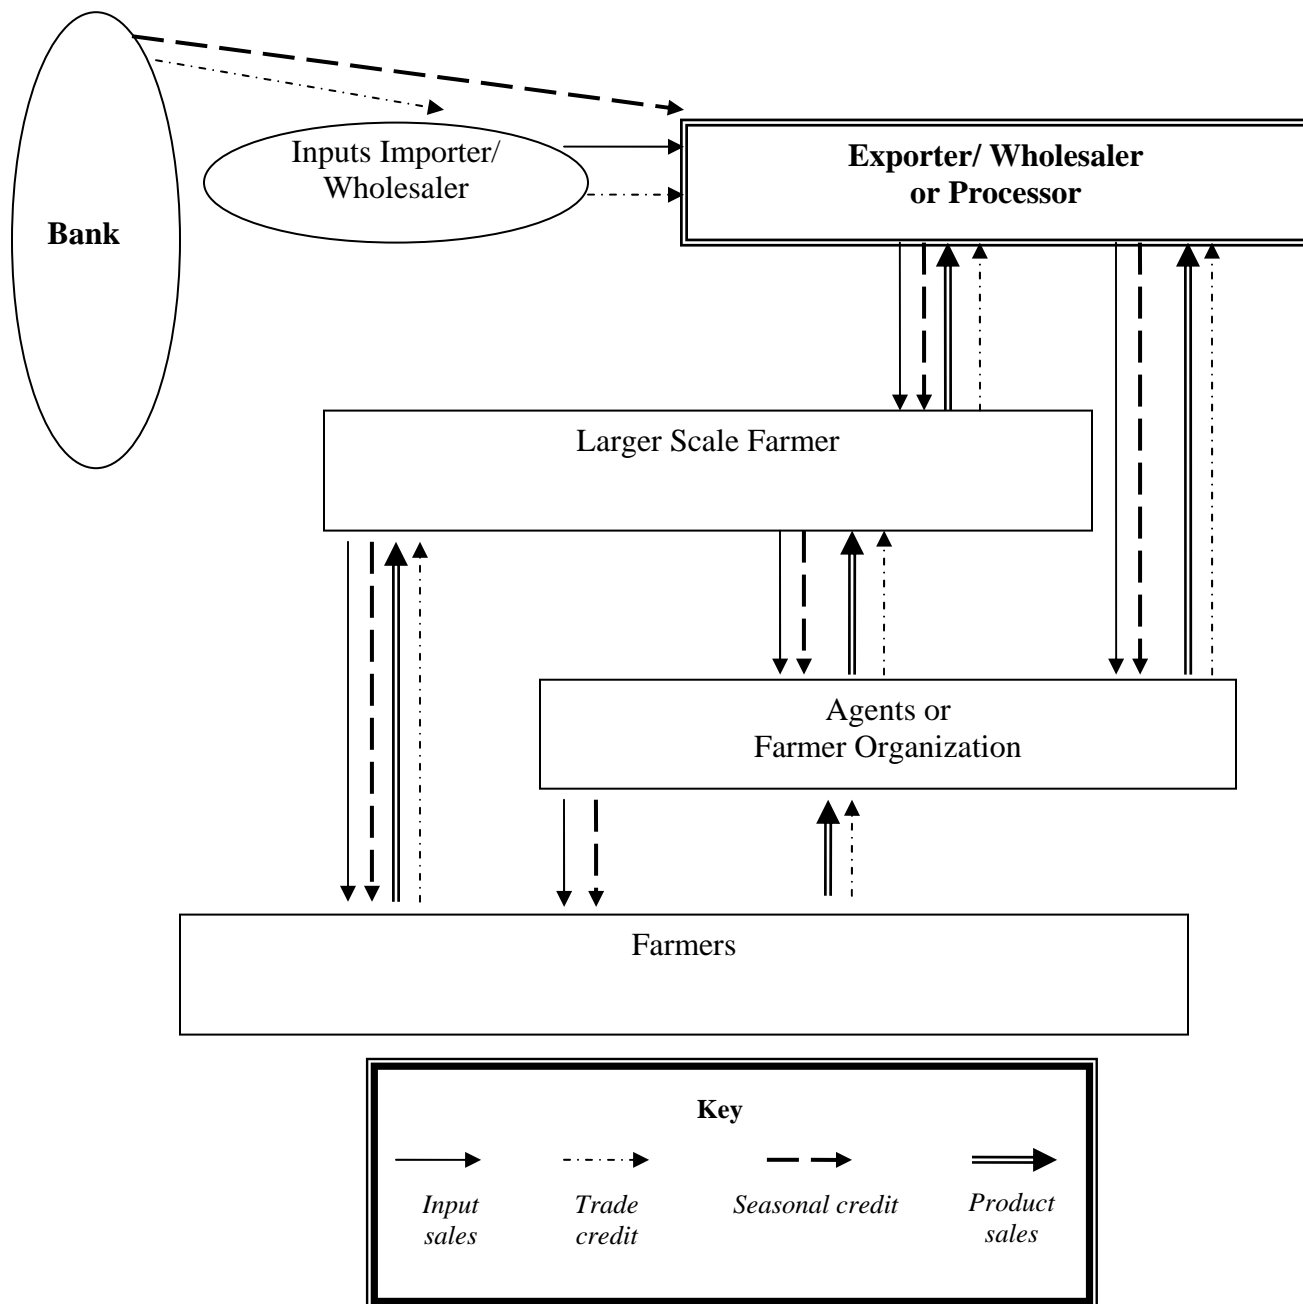 Inputs Importer/
Wholesaler
Exporter/ Wholesaler
or Processor
Bank
Larger Scale Farmer
Agents or
Farmer Organization
Farmers
Key
Input
sales
Trade
credit
Seasonal credit
Product
sales